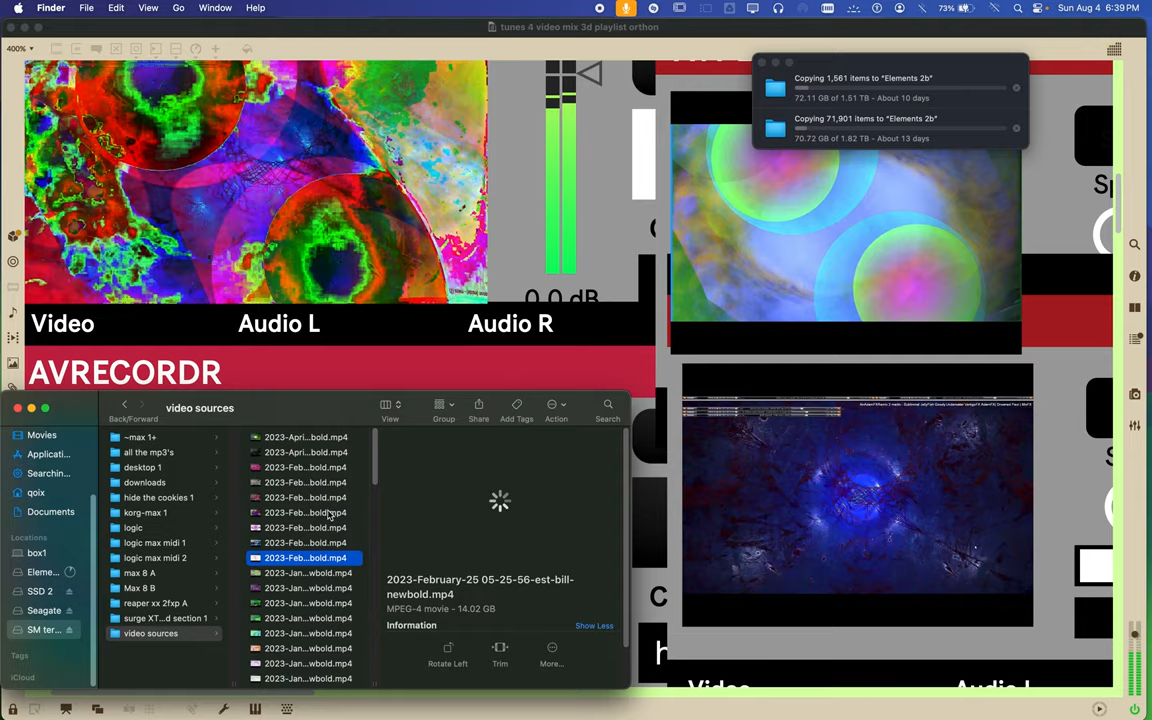 Finder File Edit View Go Window Help
73%
Sun Aug 4 6:39 PM
tunes 4 video mix 3d playlist orthon
400%
Copying 1,561 items to "Elements 2b"
72.11 GB of 1.51 TB - About 10 days
Copying 71,901 items to "Elements 2b"
70.72 GB of 1.82 TB - About 13 days
0.0 dB
Video Audio L Audio R
AVRECORDR
video sources
Back/Forward View Group Share Add Tags Action Search
Movies
Applicati...
Searchin...
qoix
Documents
Locations
box1
Eleme...
SSD 2
Seagate
SM ter...
Tags
iCloud
~max 1+
all the mp3's
desktop 1
downloads
hide the cookies 1
korg-max 1
logic
logic max midi 1
logic max midi 2
max 8 A
Max 8 B
reaper xx 2fxp A
surge XT...d section 1
video sources
2023-Apri...bold.mp4
2023-Apri...bold.mp4
2023-Feb...bold.mp4
2023-Feb...bold.mp4
2023-Feb...bold.mp4
2023-Feb...bold.mp4
2023-Feb...bold.mp4
2023-Feb...bold.mp4
2023-Feb...bold.mp4
2023-Jan...wbold.mp4
2023-Jan...wbold.mp4
2023-Jan...wbold.mp4
2023-Jan...wbold.mp4
2023-Jan...wbold.mp4
2023-Jan...wbold.mp4
2023-Jan...wbold.mp4
2023-Jan...wbold.mp4
2023-February-25 05-25-56-est-bill-
newbold.mp4
MPEG-4 movie - 14.02 GB
Information Show Less
Rotate Left Trim More...
Sp
S
C
h
Video Audio L